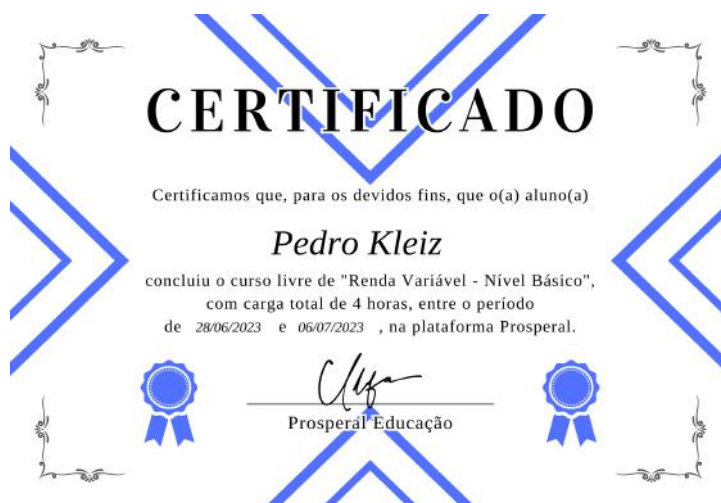 CERTIFICADO
Certificamos que, para os devidos fins, que o(a) aluno(a)
Pedro Kleiz
concluiu o curso livre de "Renda Variável - Nível Básico",
com carga total de 4 horas, entre o período
de 28/06/2023 e 06/07/2023 , na plataforma Prosperal.
Prosperal Educação